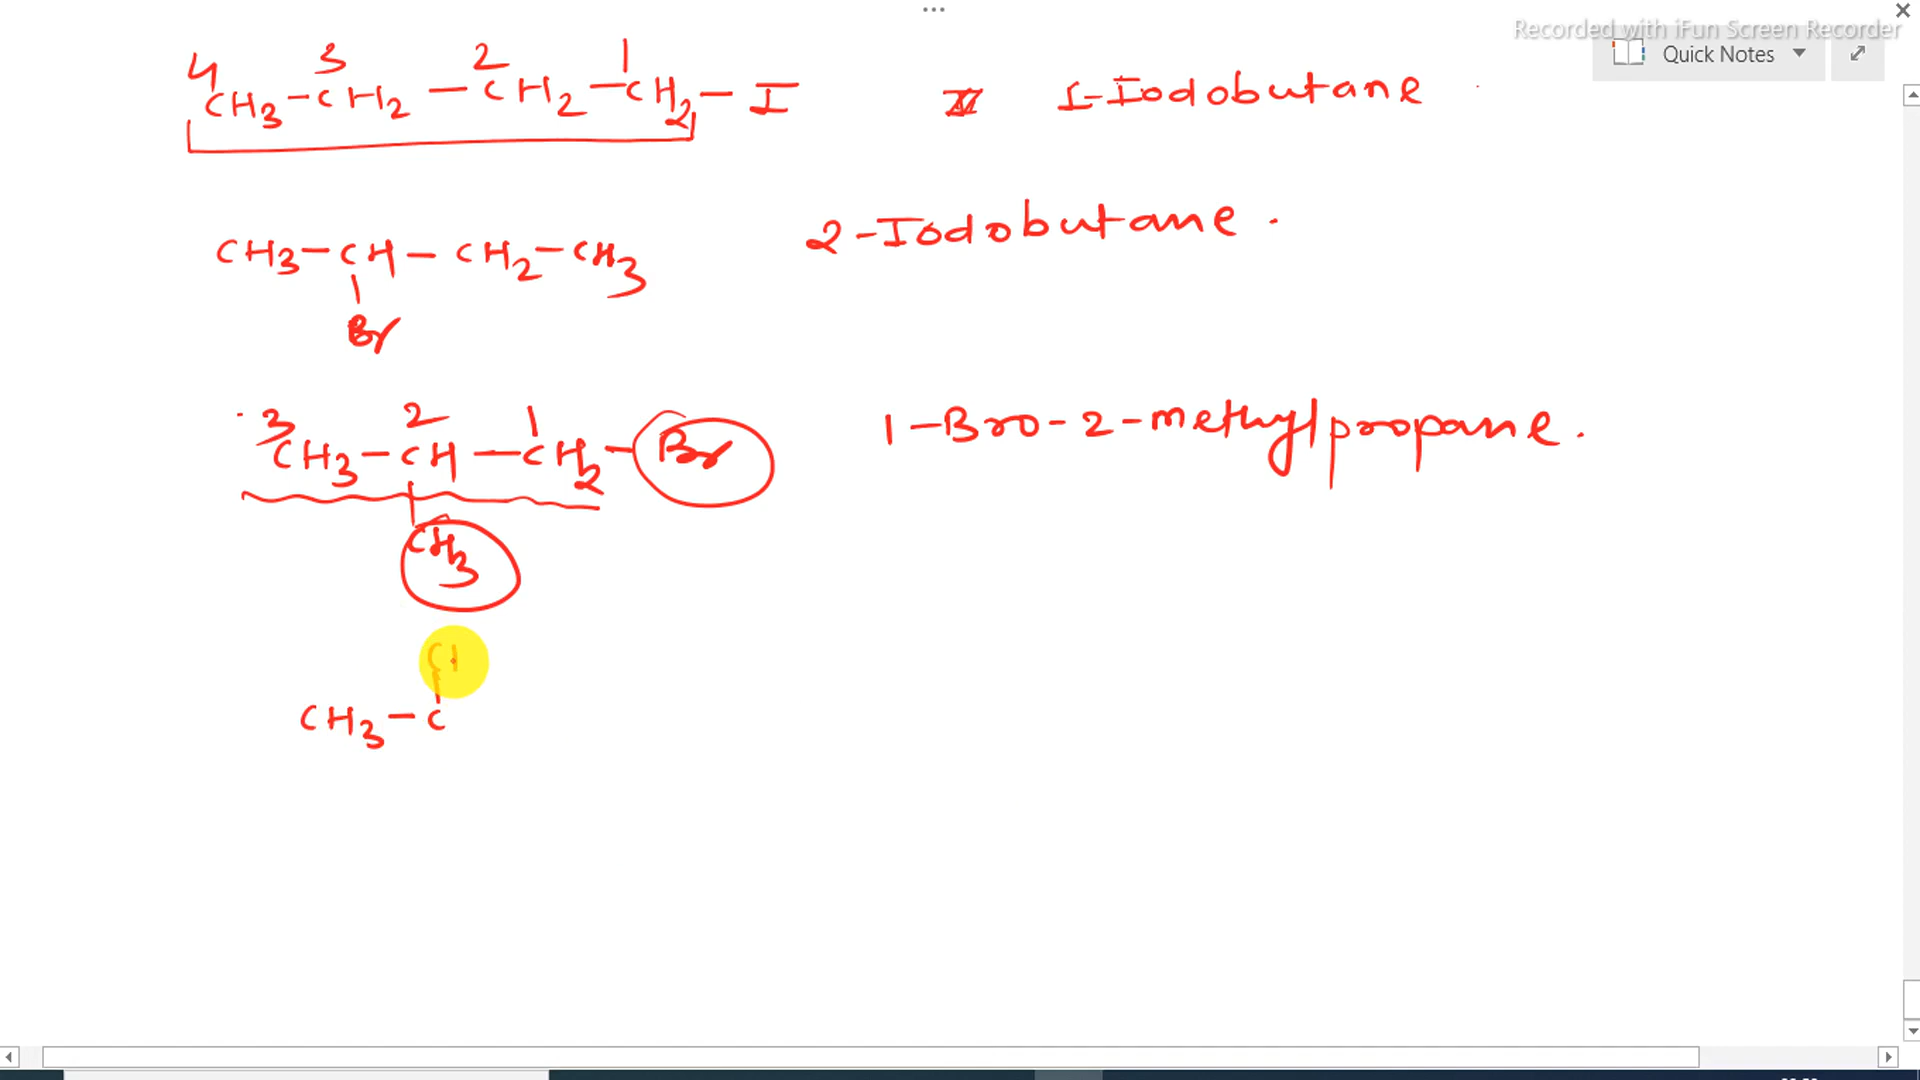 Recorded with iFun Screen Recorder
Quick Notes
4 3 2 1
CH3-CH2-CH2-CH2-I 1-Iodobutane
CH3-CH-CH2-CH3 2-Iodobutane.
Br
3 2 1
CH3-CH-CH2-Br 1-Bro-2-methylpropane.
CH3
Cl
CH3-C